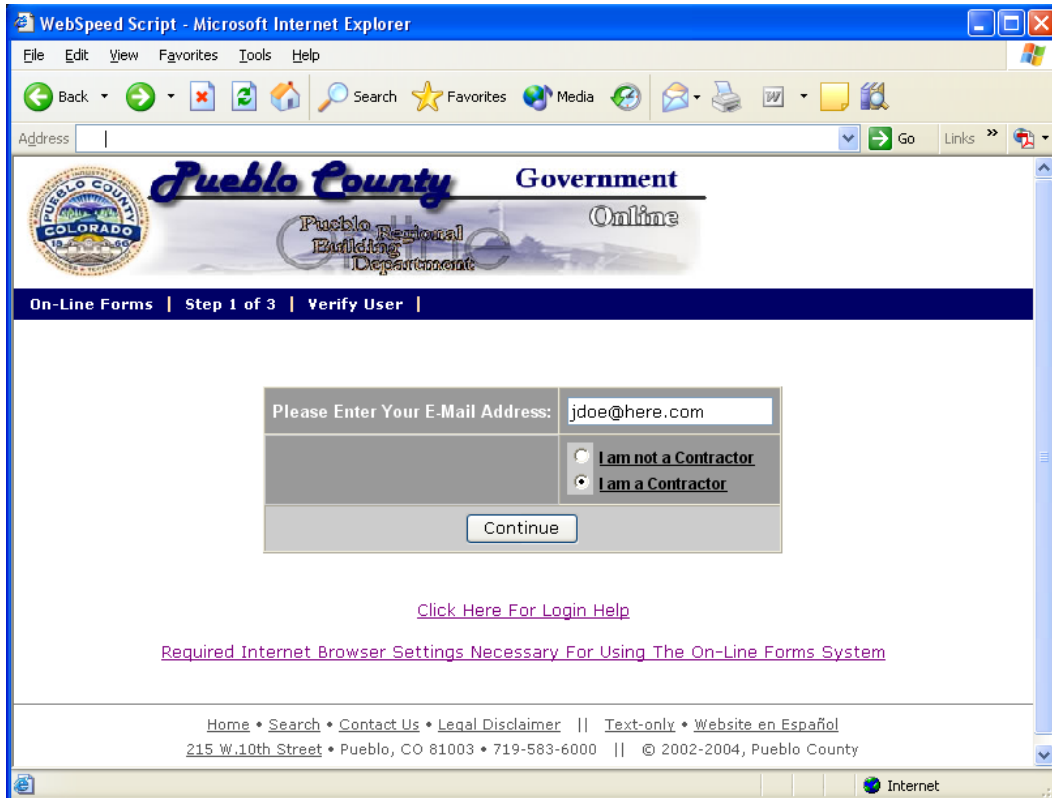 WebSpeed Script - Microsoft Internet Explorer
File Edit View Favorites Tools Help
Back Search Favorites Media
Address Go Links »
PUEBLO COUNTY
COLORADO
Pueblo County Government
Online
Pueblo Regional
Building
Department
On-Line Forms | Step 1 of 3 | Verify User |
Please Enter Your E-Mail Address: jdoe@here.com
I am not a Contractor
I am a Contractor
Continue
Click Here For Login Help
Required Internet Browser Settings Necessary For Using The On-Line Forms System
Home • Search • Contact Us • Legal Disclaimer || Text-only • Website en Español
215 W.10th Street • Pueblo, CO 81003 • 719-583-6000 || © 2002-2004, Pueblo County
Internet